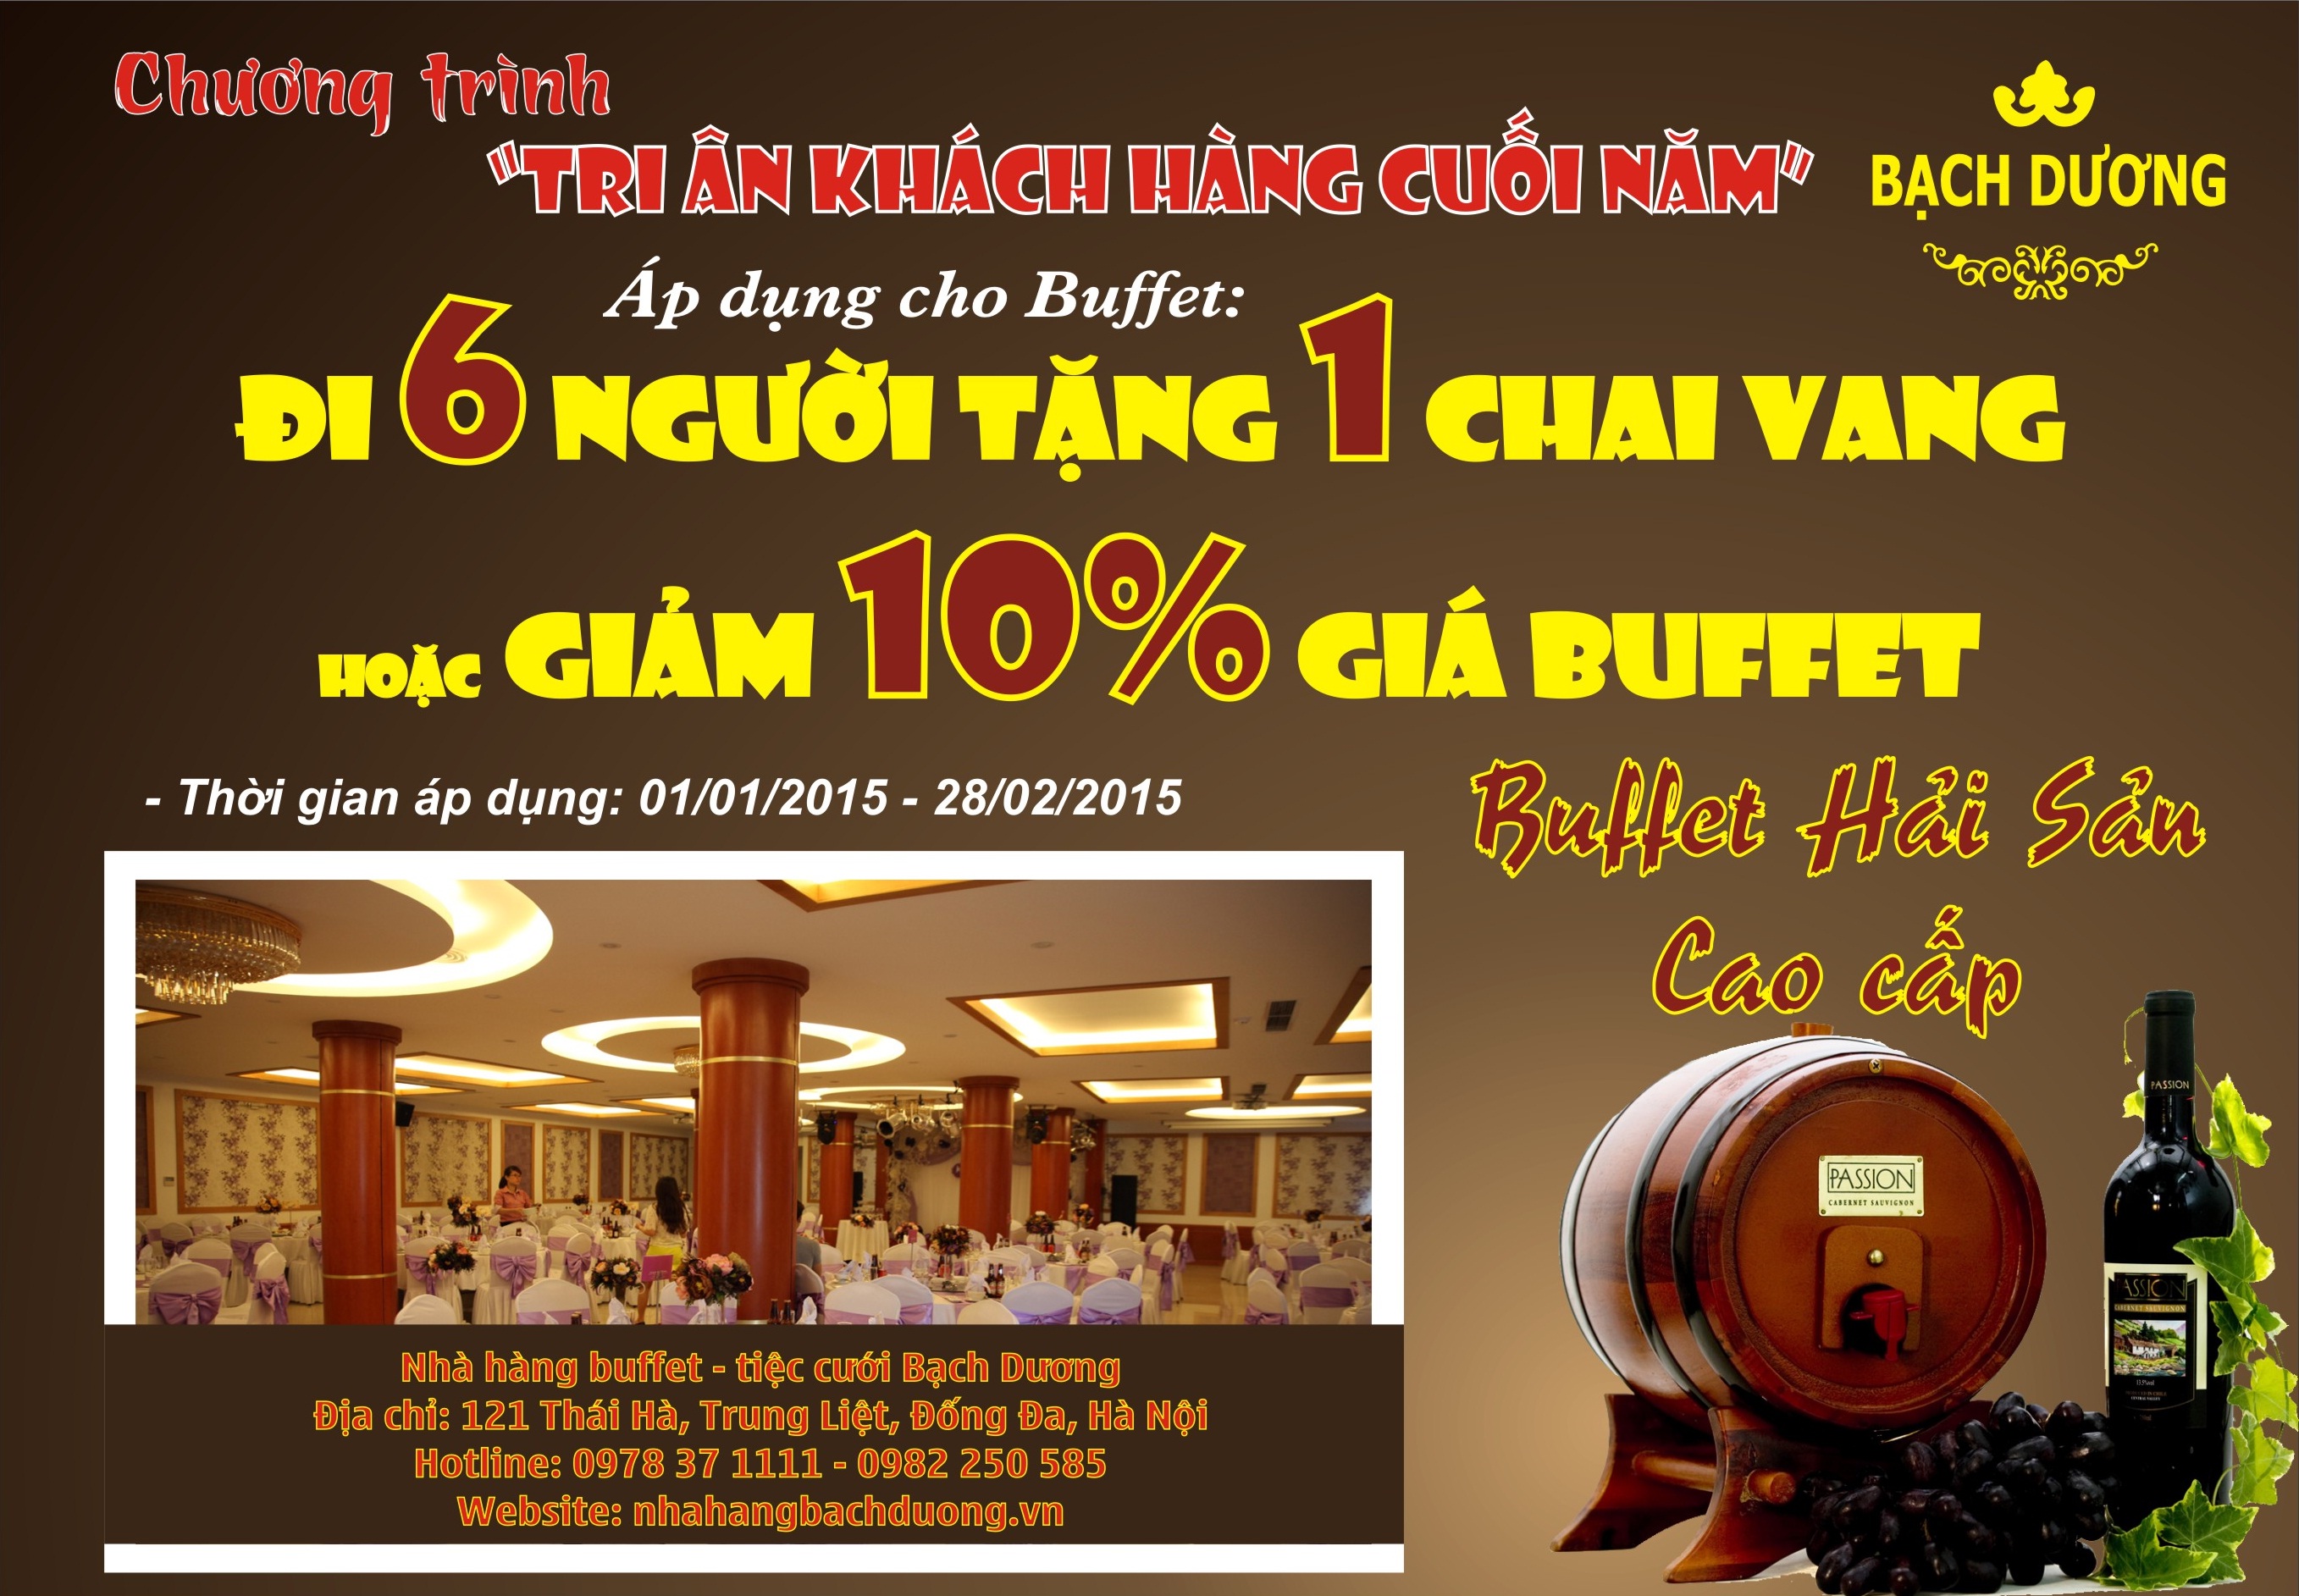 Chương trình
"TRI ÂN KHÁCH HÀNG CUỐI NĂM"
BẠCH DƯƠNG
Áp dụng cho Buffet:
ĐI 6 NGƯỜI TẶNG 1 CHAI VANG
HOẶC GIẢM 10% GIÁ BUFFET
- Thời gian áp dụng: 01/01/2015 - 28/02/2015
Buffet Hải Sản
Cao cấp
Nhà hàng buffet - tiệc cưới Bạch Dương
Địa chỉ: 121 Thái Hà, Trung Liệt, Đống Đa, Hà Nội
Hotline: 0978 37 1111 - 0982 250 585
Website: nhahangbachduong.vn
PASSION
CABERNET SAUVIGNON
PASSION
PASSION
CABERNET SAUVIGNON